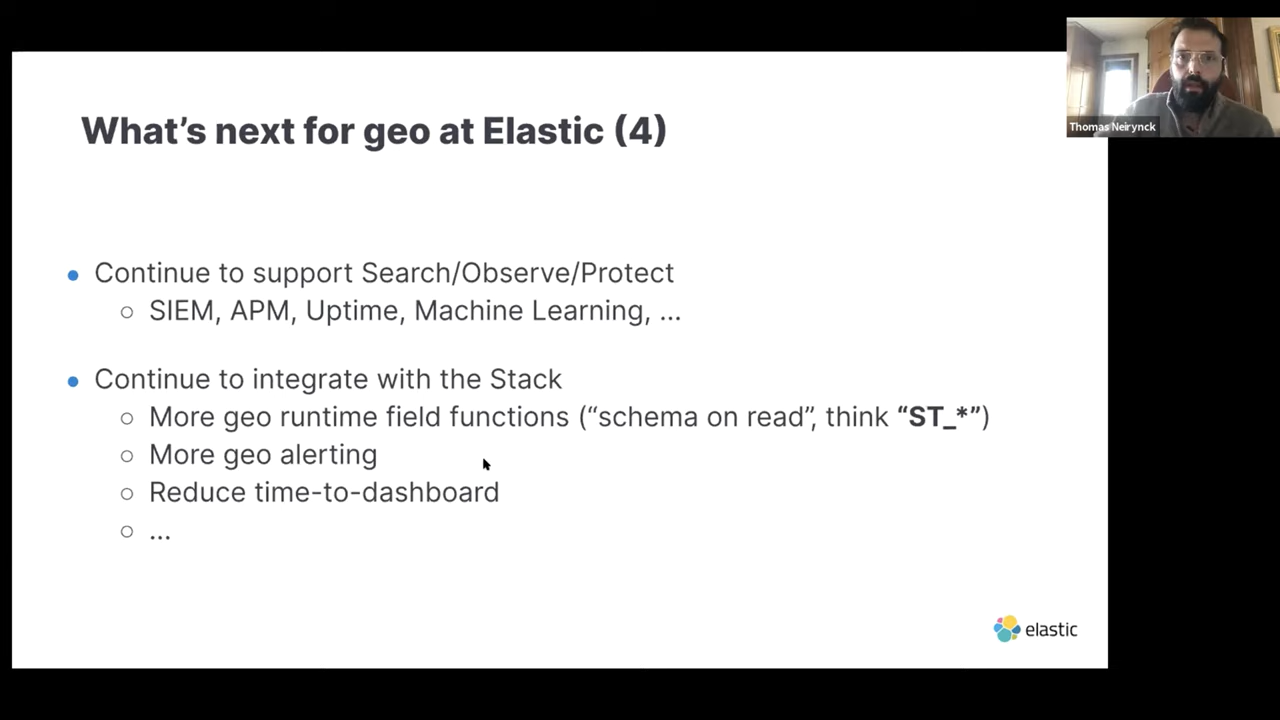 What’s next for geo at Elastic (4)
Thomas Neirynck
● Continue to support Search/Observe/Protect
○ SIEM, APM, Uptime, Machine Learning, ...
● Continue to integrate with the Stack
○ More geo runtime field functions (“schema on read”, think “ST_*”)
○ More geo alerting
○ Reduce time-to-dashboard
○ ...
elastic